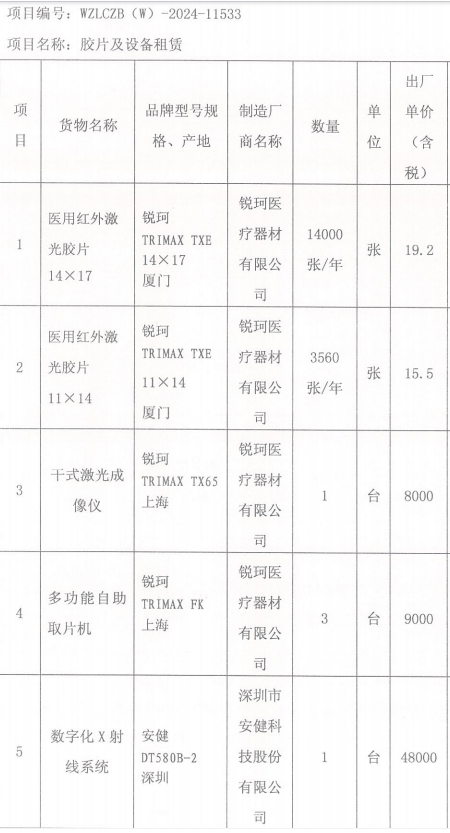 项目编号：WZLCZB（W）-2024-11533
项目名称：胶片及设备租赁
项
目
货物名称
品牌型号规
格、产地
制造厂
商名称
数量
单
位
出厂
单价
（含
税）
1
医用红外激
光胶片
14×17
锐珂
TRIMAX TXE
14×17
厦门
锐珂医
疗器材
有限公
司
14000
张/年
张
19.2
2
医用红外激
光胶片
11×14
锐珂
TRIMAX TXE
11×14
厦门
锐珂医
疗器材
有限公
司
3560
张/年
张
15.5
3
干式激光成
像仪
锐珂
TRIMAX TX65
上海
锐珂医
疗器材
有限公
司
1
台
8000
4
多功能自助
取片机
锐珂
TRIMAX FK
上海
锐珂医
疗器材
有限公
司
3
台
9000
5
数字化 X 射
线系统
安健
DT580B-2
深圳
深圳市
安健科
技股份
有限公
司
1
台
48000